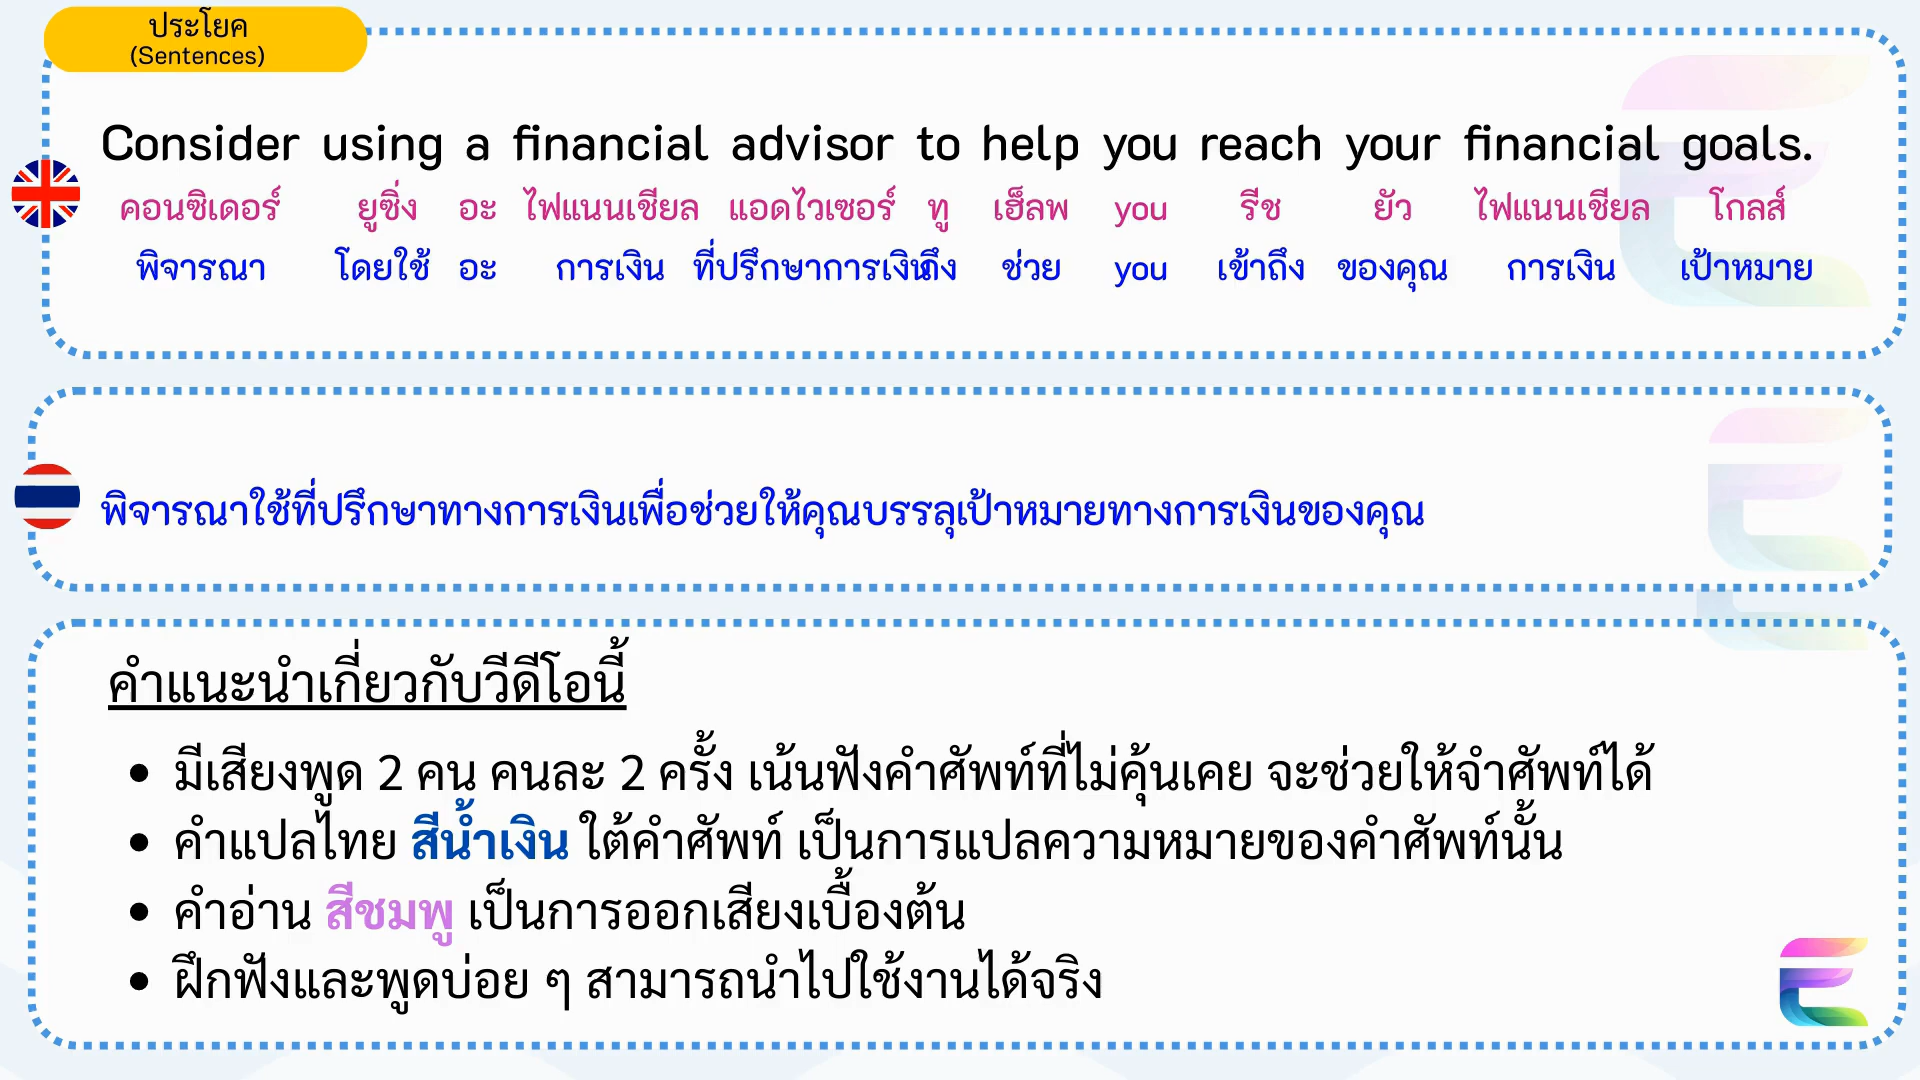 ประโยค
(Sentences)
Consider using a financial advisor to help you reach your financial goals.
คอนซิเดอร์ ยูซิ่ง อะ ไฟแนนเชียล แอดไวเซอร์ ทู เฮ็ลพ you รีช ยัว ไฟแนนเชียล โกลส์
พิจารณา โดยใช้ อะ การเงิน ที่ปรึกษาการเงิน ถึง ช่วย you เข้าถึง ของคุณ การเงิน เป้าหมาย
พิจารณาใช้ที่ปรึกษาทางการเงินเพื่อช่วยให้คุณบรรลุเป้าหมายทางการเงินของคุณ
คำแนะนำเกี่ยวกับวีดีโอนี้
• มีเสียงพูด 2 คน คนละ 2 ครั้ง เน้นฟังคำศัพท์ที่ไม่คุ้นเคย จะช่วยให้จำศัพท์ได้
• คำแปลไทย สีน้ำเงิน ใต้คำศัพท์ เป็นการแปลความหมายของคำศัพท์นั้น
• คำอ่าน สีชมพู เป็นการออกเสียงเบื้องต้น
• ฝึกฟังและพูดบ่อย ๆ สามารถนำไปใช้งานได้จริง